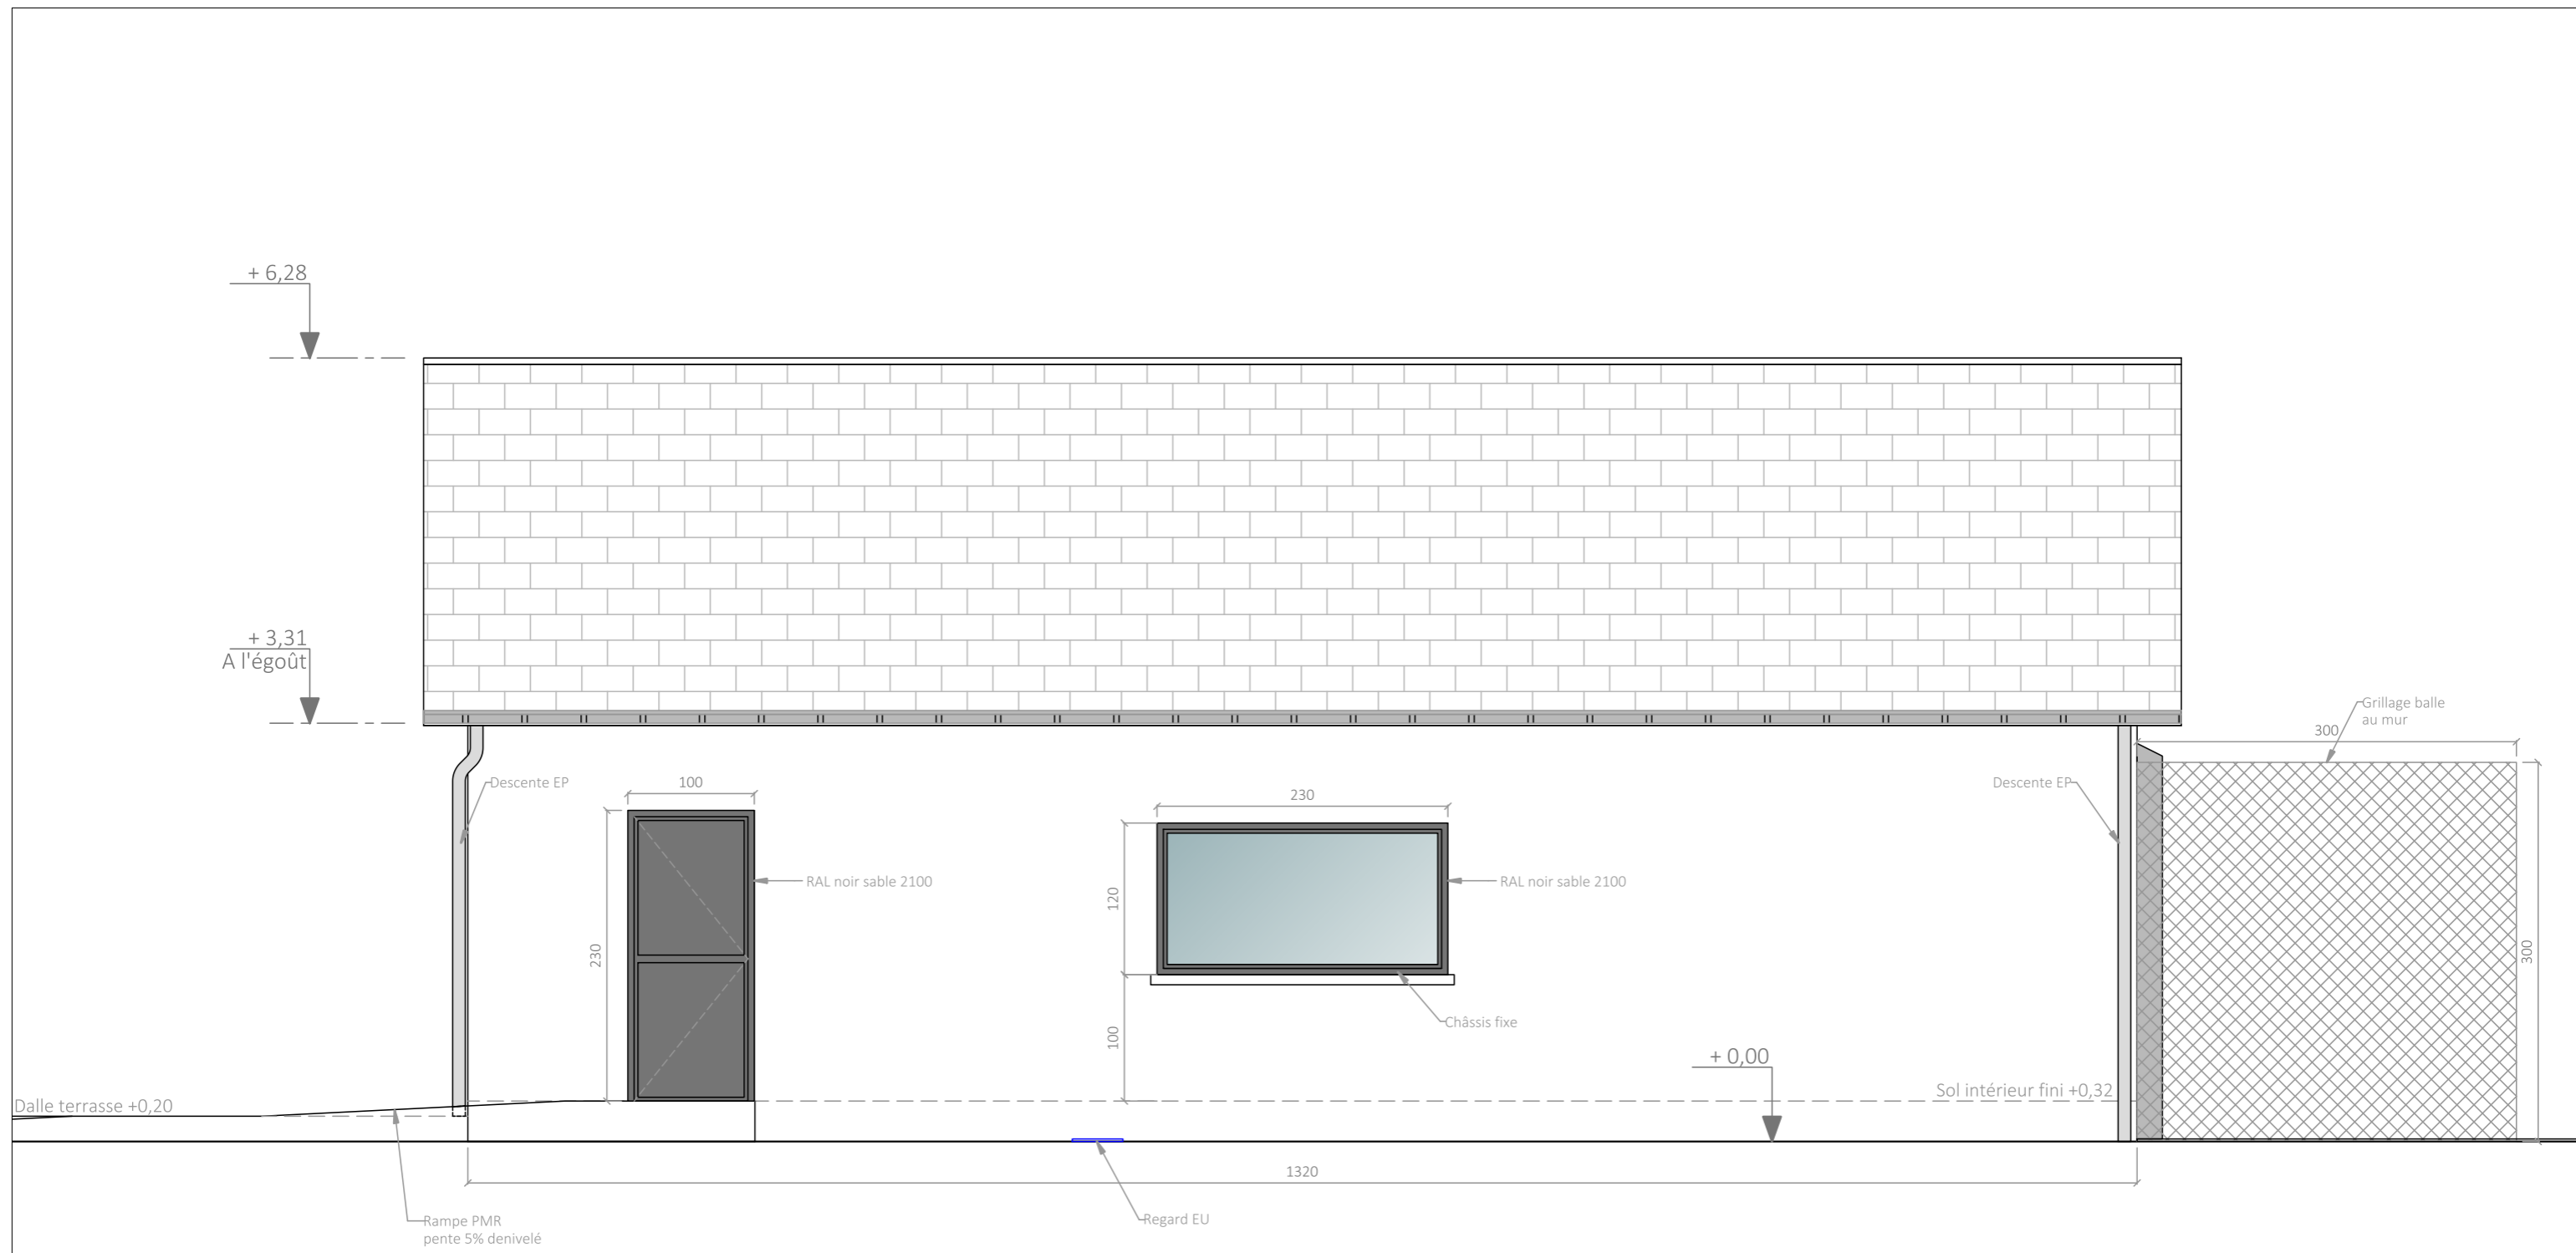 + 6,28
+ 3,31
A l'égoût
Grillage balle
au mur
300
Descente EP
100
230
Descente EP
RAL noir sable 2100
RAL noir sable 2100
120
230
300
Châsis fixe
100
+ 0,00
Dalle terrasse +0,20
Sol intérieur fini +0,32
1320
Rampe PMR
pente 5% denivelé
Regard EU